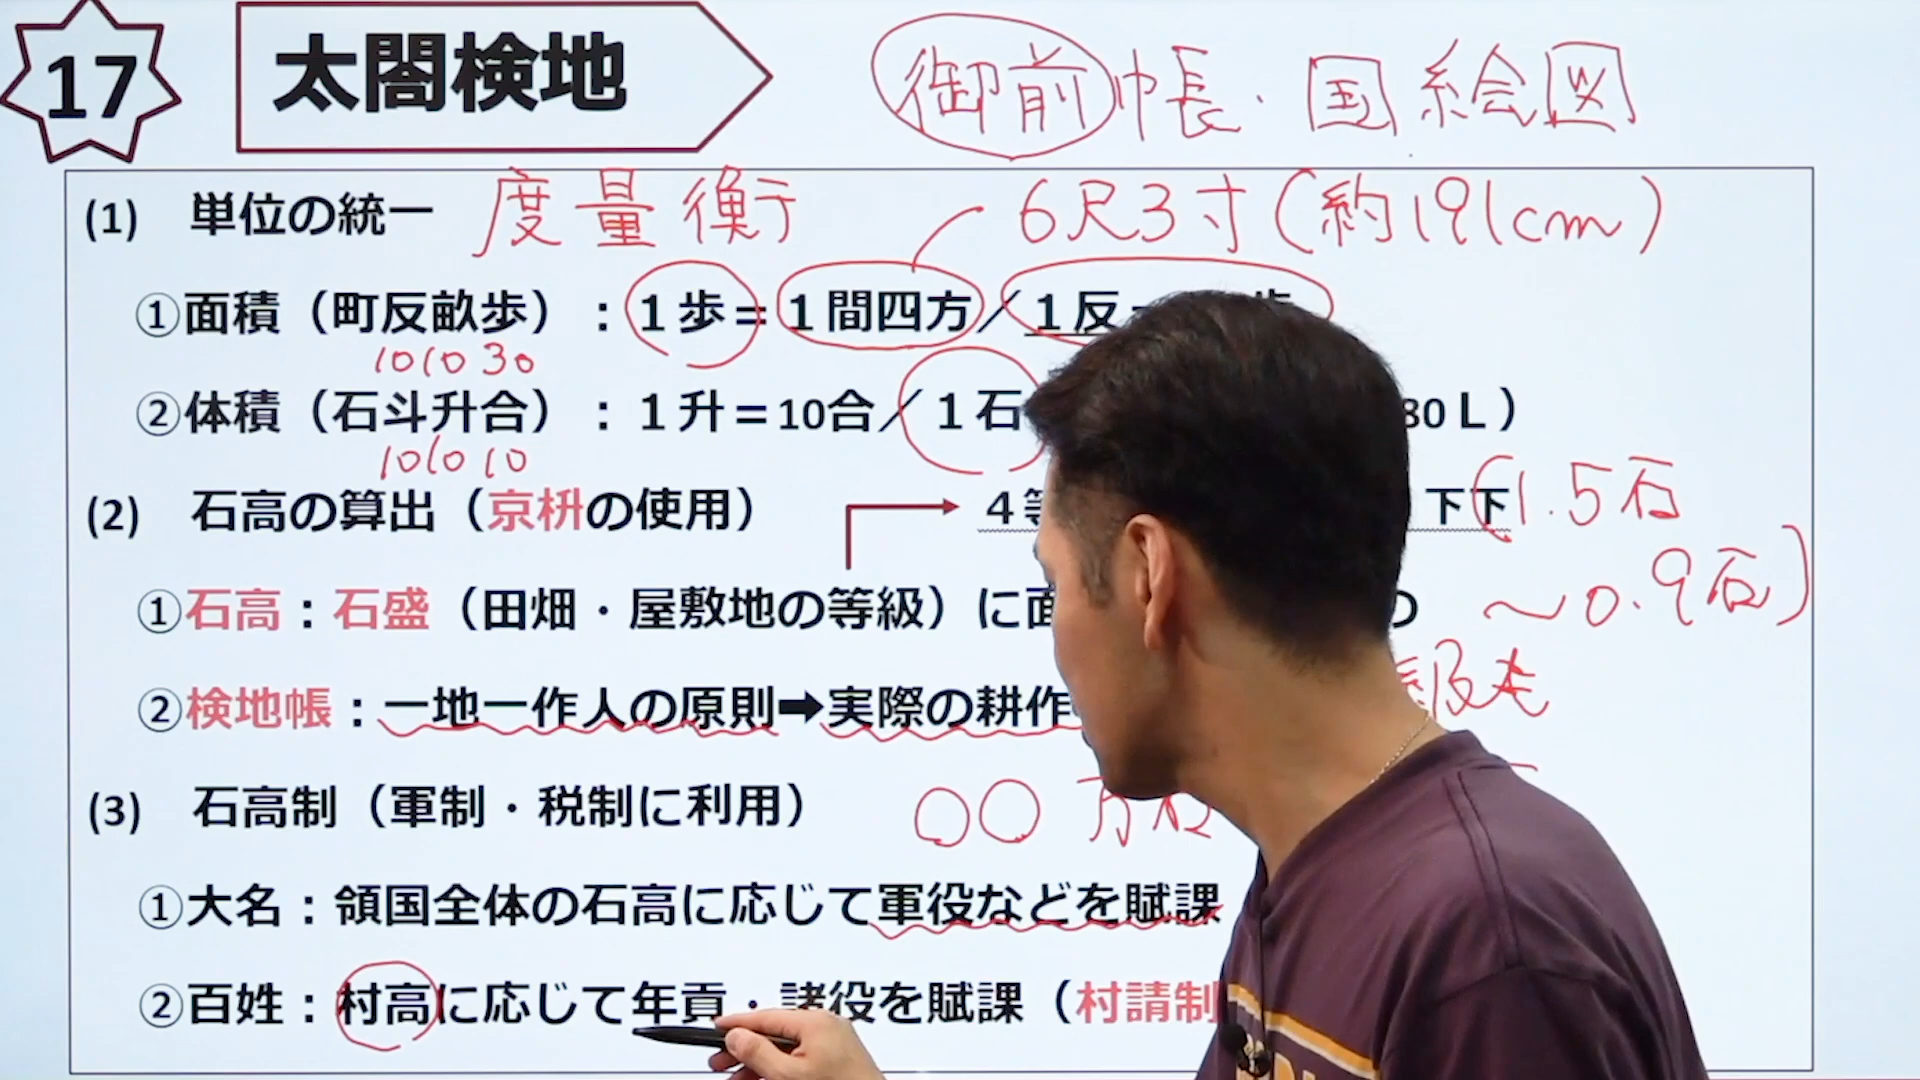 17
太閤検地
御前帳・国絵図
(1) 単位の統一 度量衡 6尺3寸(約191cm)
①面積（町反畝歩）：１歩＝１間四方／１反
10 10 30
②体積（石斗升合）：１升＝10合／１石 80Ｌ）
10 10 10
(2) 石高の算出（京枡の使用） ４等 下下 (1.5石
～0.9石)
①石高：石盛（田畑・屋敷地の等級）に面 の
②検地帳：一地一作人の原則➡実際の耕作
(3) 石高制（軍制・税制に利用） 〇〇万石
①大名：領国全体の石高に応じて軍役などを賦課
②百姓：村高に応じて年貢・諸役を賦課（村請制